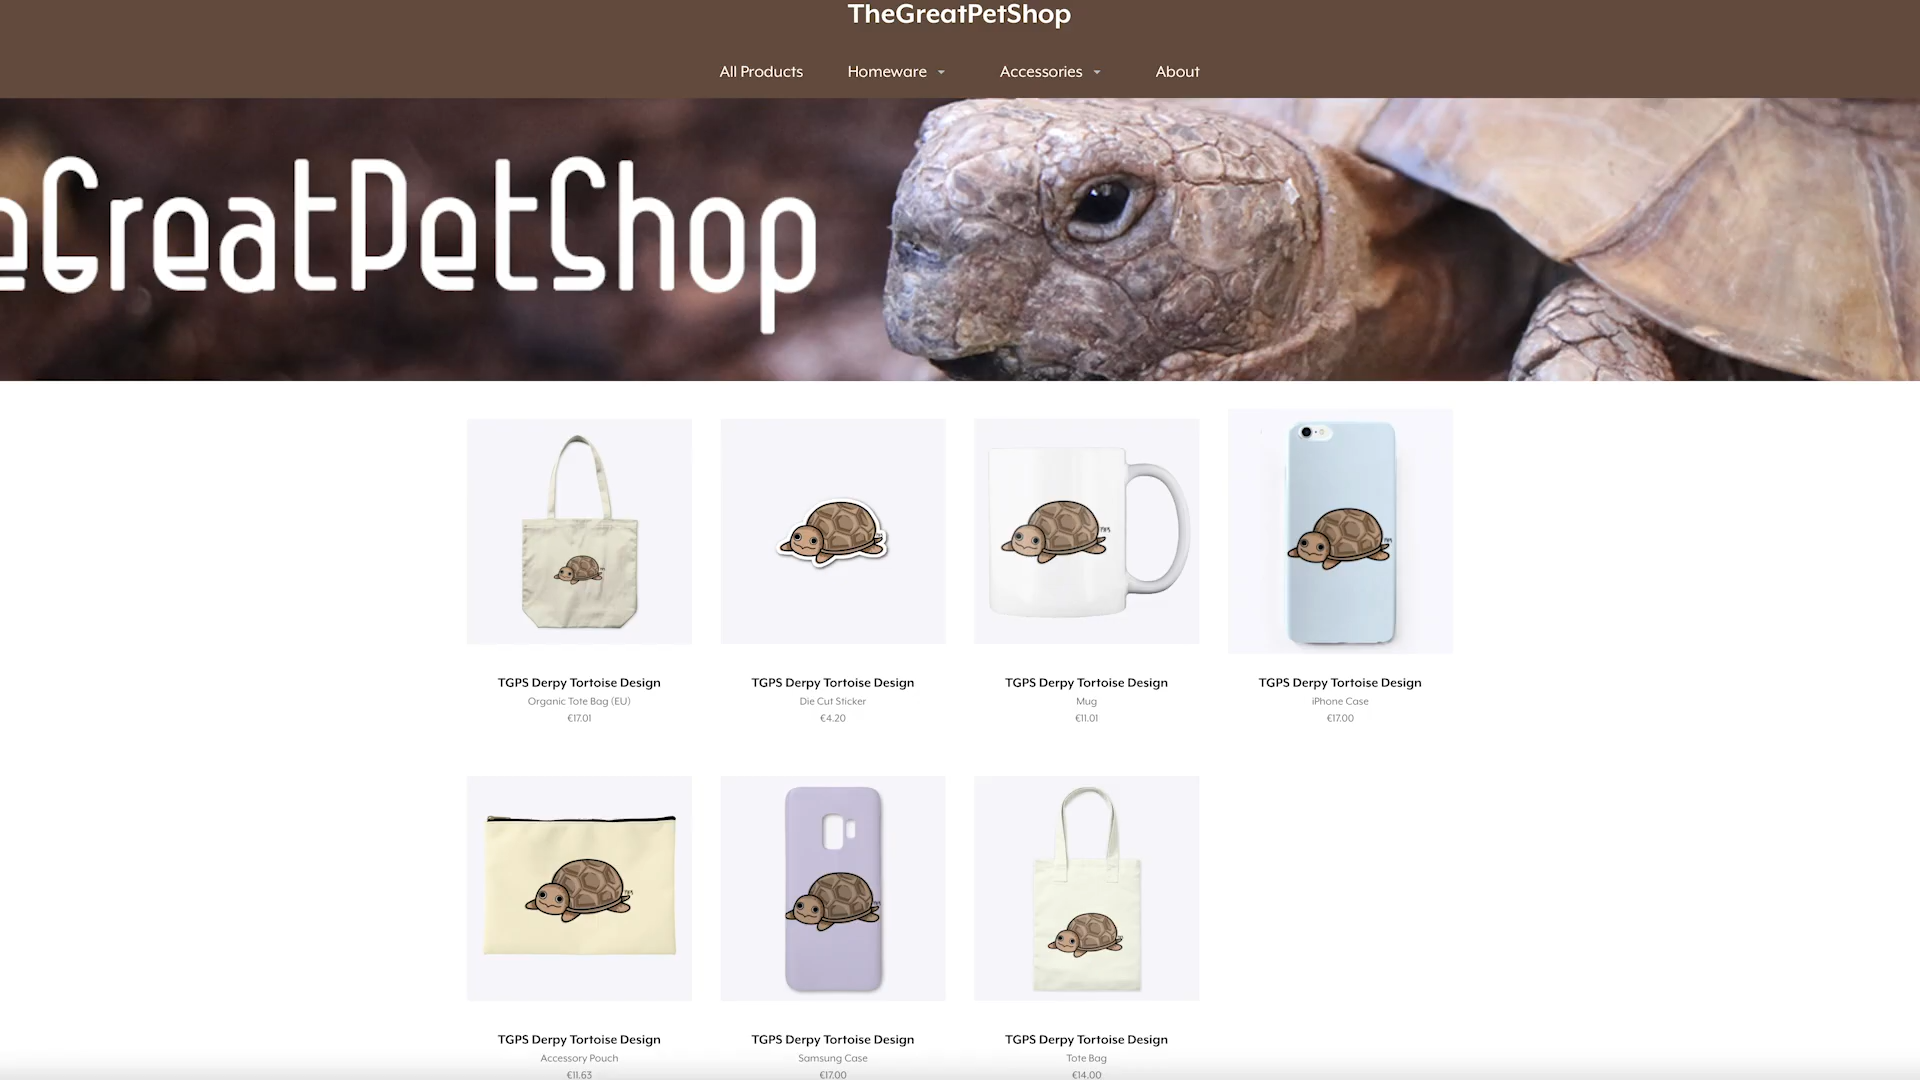 TheGreatPetShop
All Products Homeware Accessories About
eGreatPetShop
TGPS Derpy Tortoise Design
Organic Tote Bag (EU)
€17.01
TGPS Derpy Tortoise Design
Die Cut Sticker
€4.20
TGPS Derpy Tortoise Design
Mug
€11.01
TGPS Derpy Tortoise Design
iPhone Case
€17.00
TGPS Derpy Tortoise Design
Accessory Pouch
€11.63
TGPS Derpy Tortoise Design
Samsung Case
€17.00
TGPS Derpy Tortoise Design
Tote Bag
€14.00